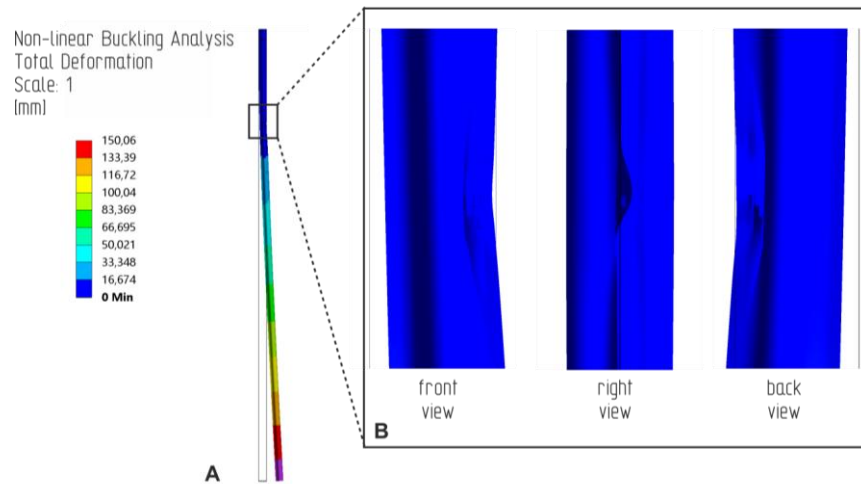 Non-linear Buckling Analysis
Total Deformation
Scale: 1
[mm]
150,06
133,39
116,72
100,04
83,369
66,695
50,021
33,348
16,674
0 Min
A
B
front
view
right
view
back
view